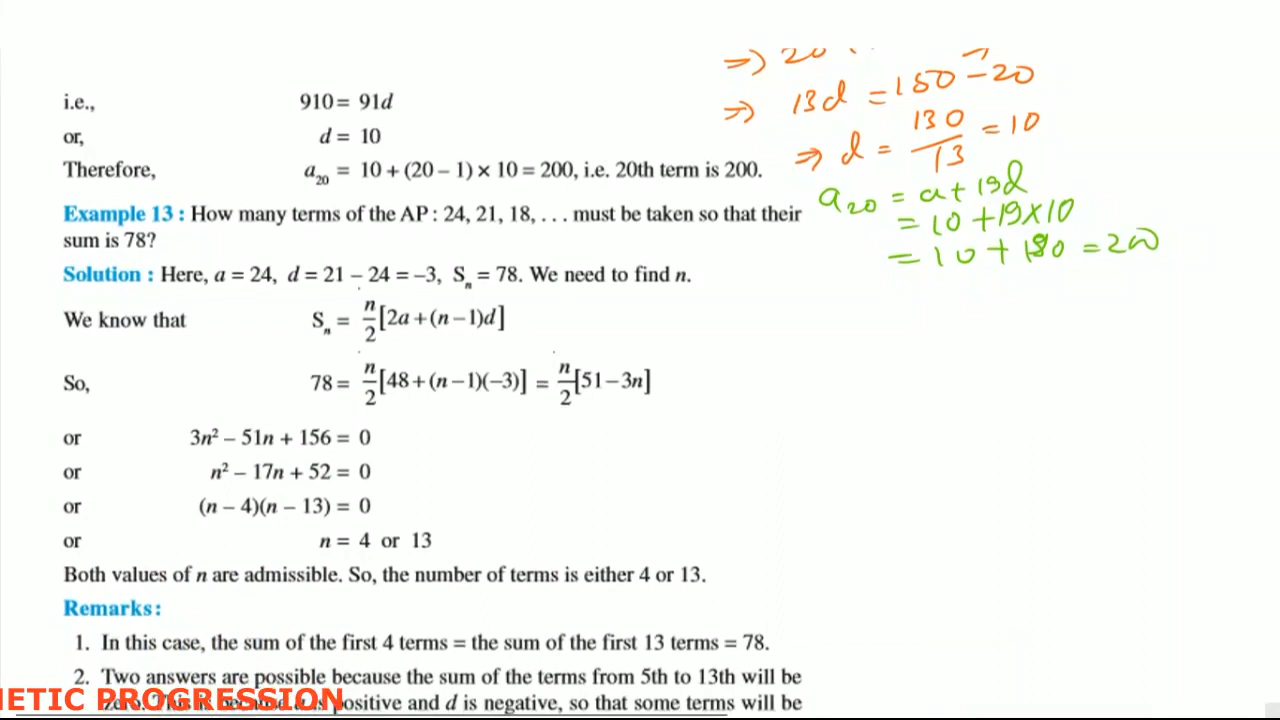 i.e., 910 = 91d
or, d = 10
Therefore, a₂₀ = 10 + (20 – 1) × 10 = 200, i.e. 20th term is 200.
Example 13 : How many terms of the AP : 24, 21, 18, . . . must be taken so that their
sum is 78?
Solution : Here, a = 24, d = 21 – 24 = –3, Sₙ = 78. We need to find n.
We know that Sₙ = n/2 [2a + (n – 1)d]
So, 78 = n/2 [48 + (n – 1)(–3)] = n/2 [51 – 3n]
or 3n² – 51n + 156 = 0
or n² – 17n + 52 = 0
or (n – 4)(n – 13) = 0
or n = 4 or 13
Both values of n are admissible. So, the number of terms is either 4 or 13.
Remarks:
1. In this case, the sum of the first 4 terms = the sum of the first 13 terms = 78.
2. Two answers are possible because the sum of the terms from 5th to 13th will be
positive and d is negative, so that some terms will be
NETIC PROGRESSION
⇒ 20
⇒ 13d = 150 – 20
⇒ d = 130/13 = 10
a₂₀ = a + 19d
= 10 + 19 × 10
= 10 + 190 = 200